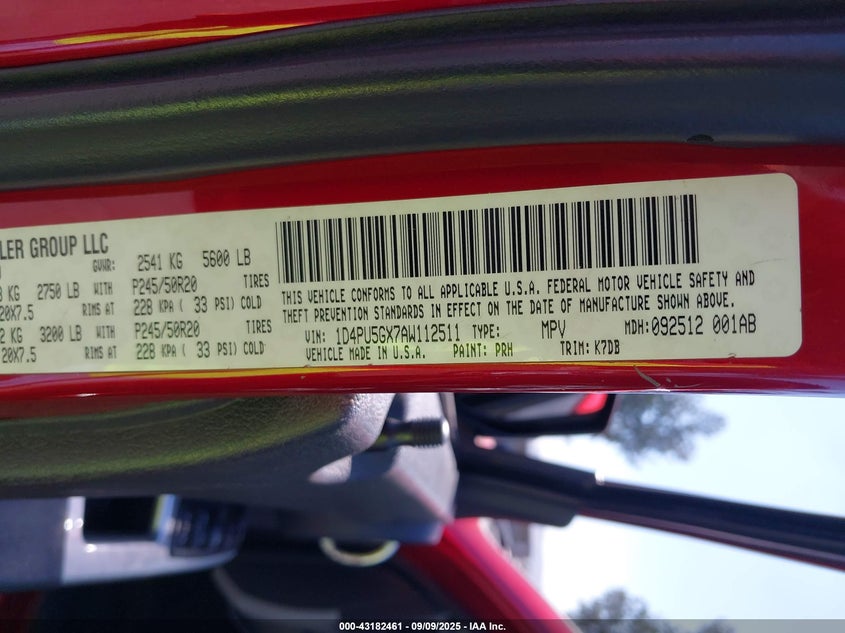 LER GROUP LLC
GVWR: 2541 KG 5600 LB
KG 2750 LB WITH P245/50R20 TIRES
20X7.5 RIMS AT 228 KPA ( 33 PSI) COLD
KG 3200 LB WITH P245/50R20 TIRES
20X7.5 RIMS AT 228 KPA ( 33 PSI) COLD
THIS VEHICLE CONFORMS TO ALL APPLICABLE U.S.A. FEDERAL MOTOR VEHICLE SAFETY AND
THEFT PREVENTION STANDARDS IN EFFECT ON THE DATE OF MANUFACTURE SHOWN ABOVE.
VIN: 1D4PU5GX7AW112511 TYPE: MPV MDH: 092512 001AB
VEHICLE MADE IN U.S.A. PAINT: PRH TRIM: K7DB
000-43182461 - 09/09/2025 - IAA Inc.